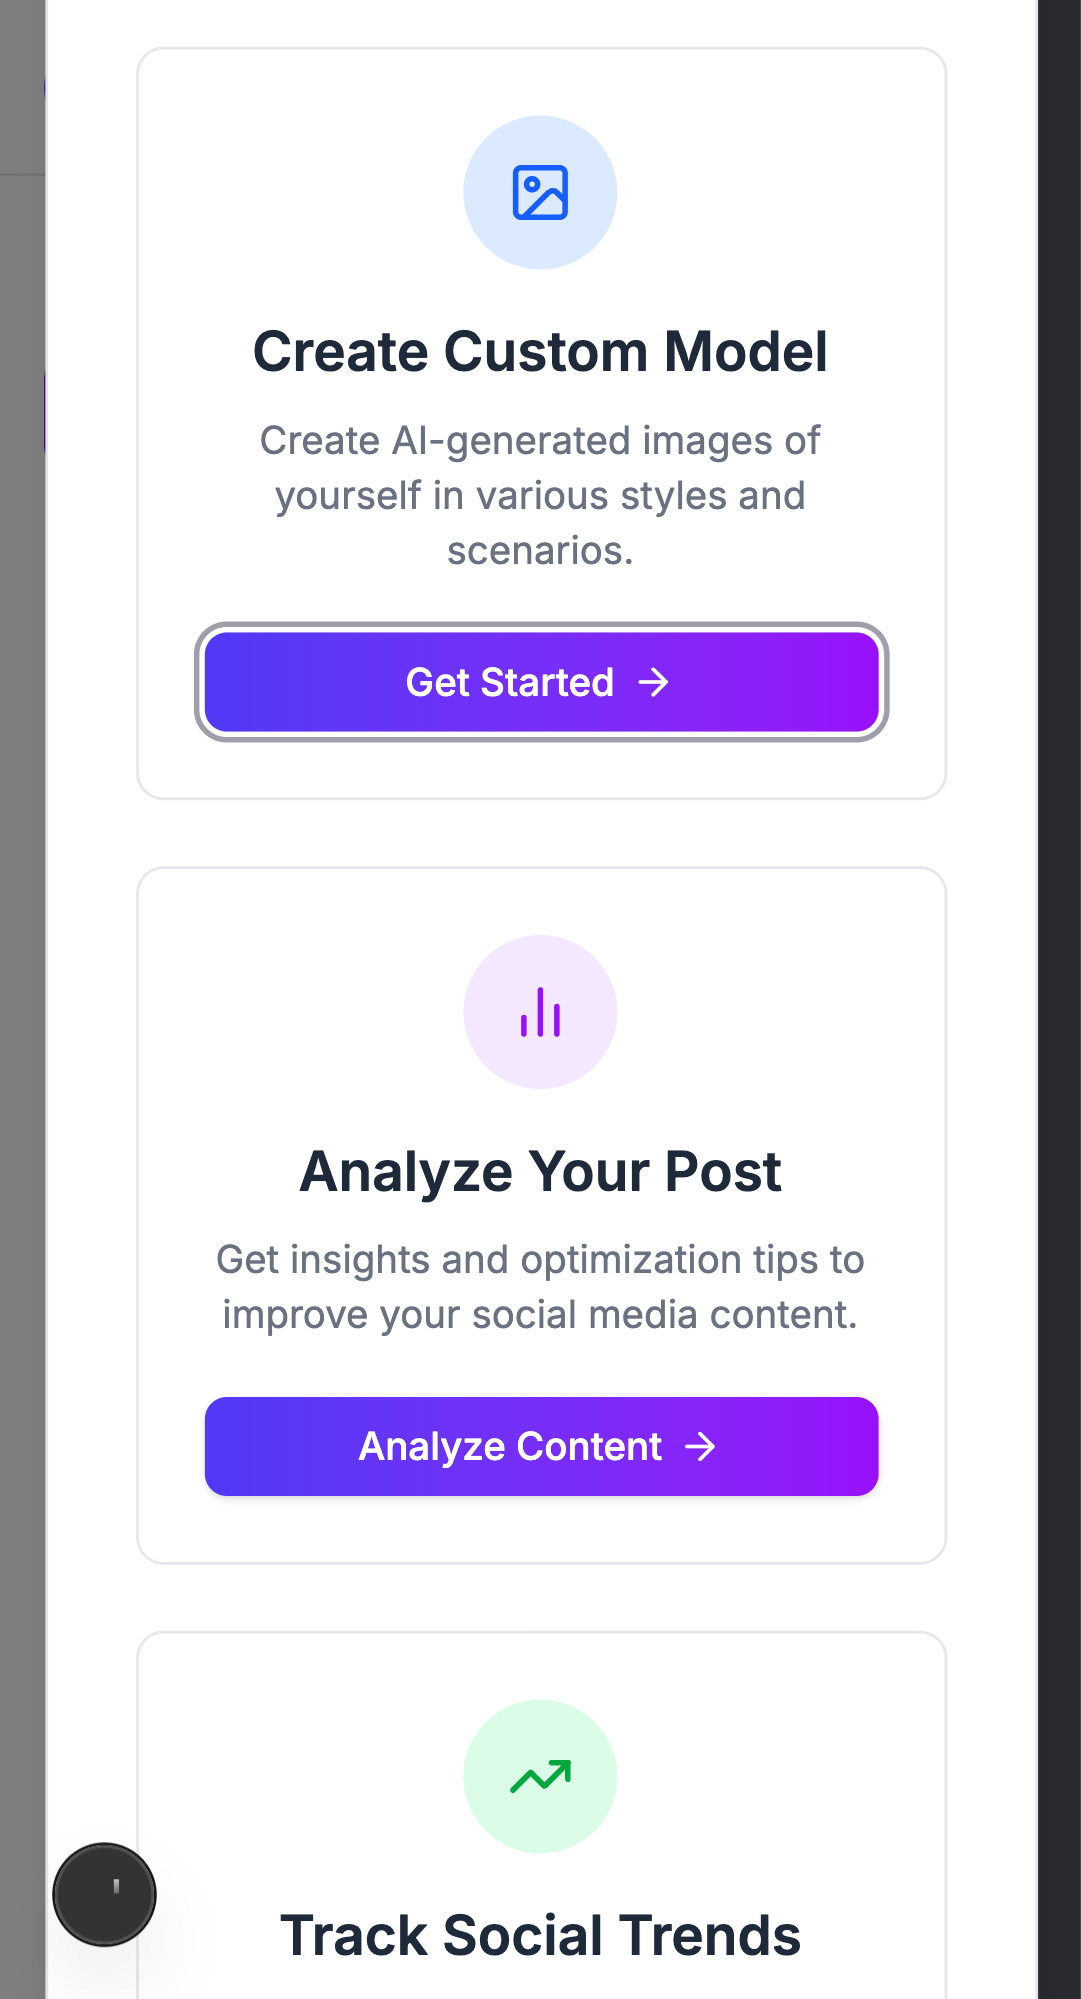 Create Custom Model
Create AI-generated images of
yourself in various styles and
scenarios.
Get Started →
Analyze Your Post
Get insights and optimization tips to
improve your social media content.
Analyze Content →
Track Social Trends